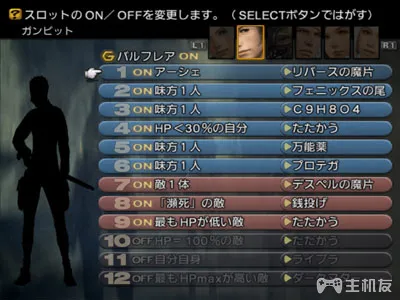 スロットのON／OFFを変更します。（SELECTボタンではがす）
ガンビット
L1
R1
G バルフレア ON
1 ON アーシェ ▷リバースの魔片
2 ON 味方1人 ▷フェニックスの尾
3 ON 味方1人 ▷C9H8O4
4 ON HP＜30％の自分 ▷たたかう
5 ON 味方1人 ▷万能薬
6 ON 味方1人 ▷プロテガ
7 ON 敵1体 ▷デスペルの魔片
8 ON 「瀕死」の敵 ▷銭投げ
9 ON 最もHPが低い敵 ▷たたかう
10 OFF HP＝100％の敵 ▷たたかう
11 OFF 自分自身 ▷ライブラ
12 OFF 最もHPmaxが高い敵
主机友